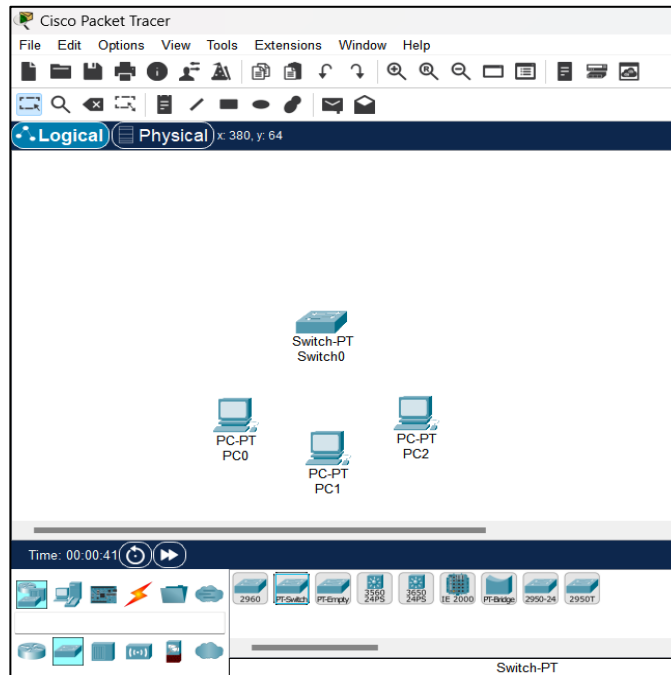 Cisco Packet Tracer
File Edit Options View Tools Extensions Window Help
Logical Physical x: 380, y: 64
Switch-PT
Switch0
PC-PT
PC0
PC-PT
PC1
PC-PT
PC2
Time: 00:00:41
2960 PT-Switch PT-Empty 3560 24PS 3650 24PS IE 2000 PT-Bridge 2950-24 2950T
Switch-PT